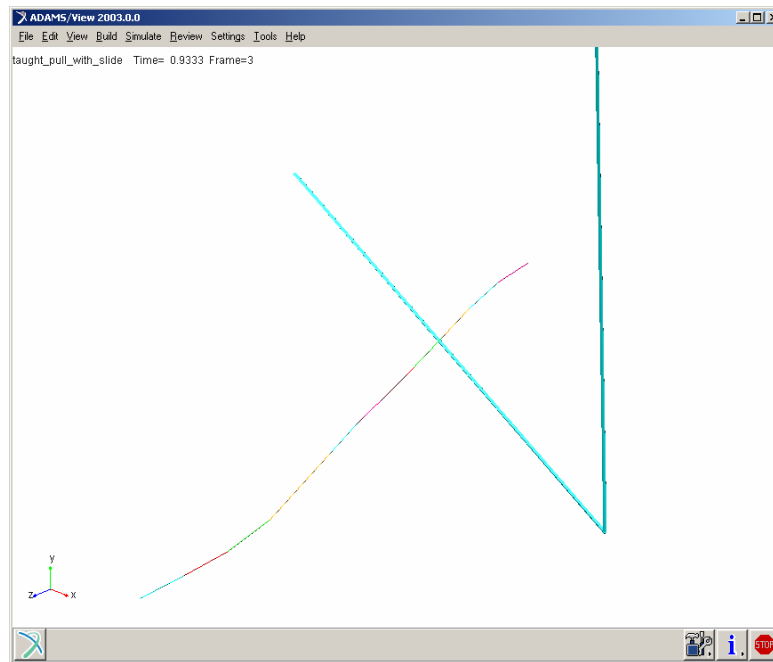 ADAMS/View 2003.0.0
File Edit View Build Simulate Review Settings Tools Help
taught_pull_with_slide Time= 0.9333 Frame=3
y
z x
i
STOP